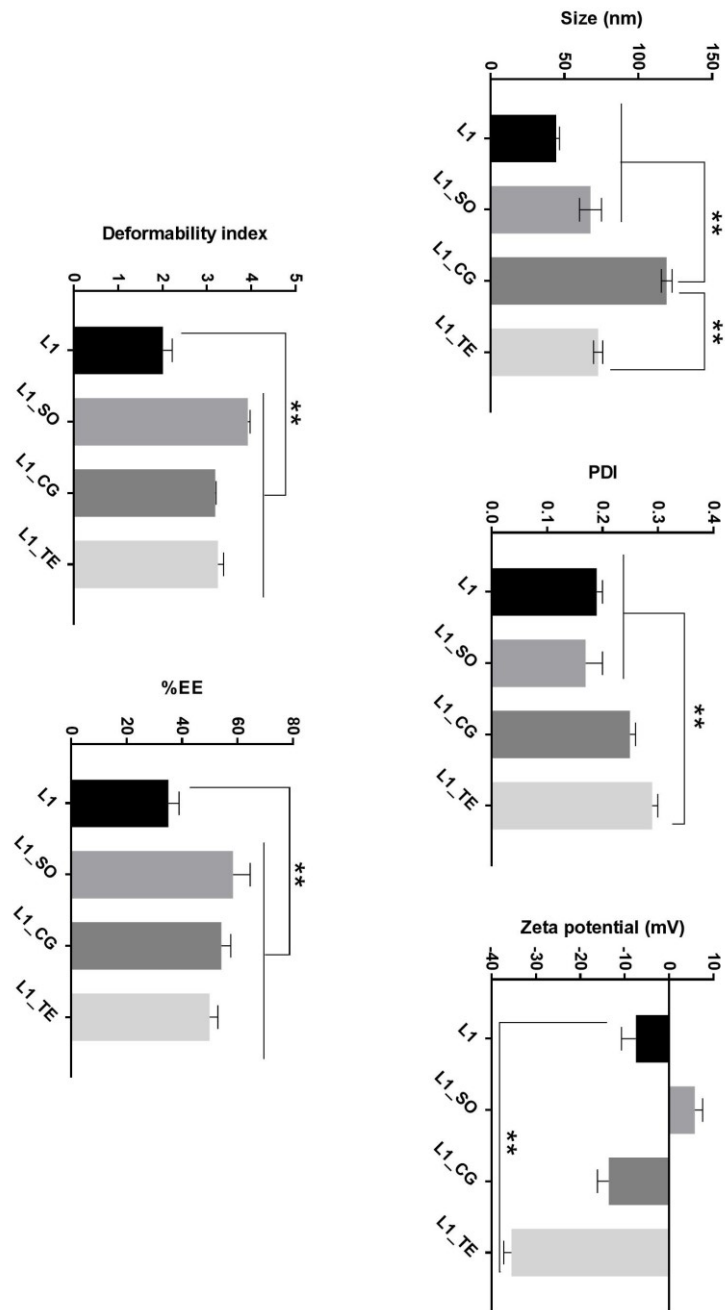 Size (nm)
150
100
50
0
**
**
L1
L1_SO
L1_CG
L1_TE
PDI
0.4
0.3
0.2
0.1
0.0
**
L1
L1_SO
L1_CG
L1_TE
Zeta potential (mV)
10
0
-10
-20
-30
-40
**
L1
L1_SO
L1_CG
L1_TE
Deformability index
5
4
3
2
1
0
**
L1
L1_SO
L1_CG
L1_TE
%EE
80
60
40
20
0
**
L1
L1_SO
L1_CG
L1_TE